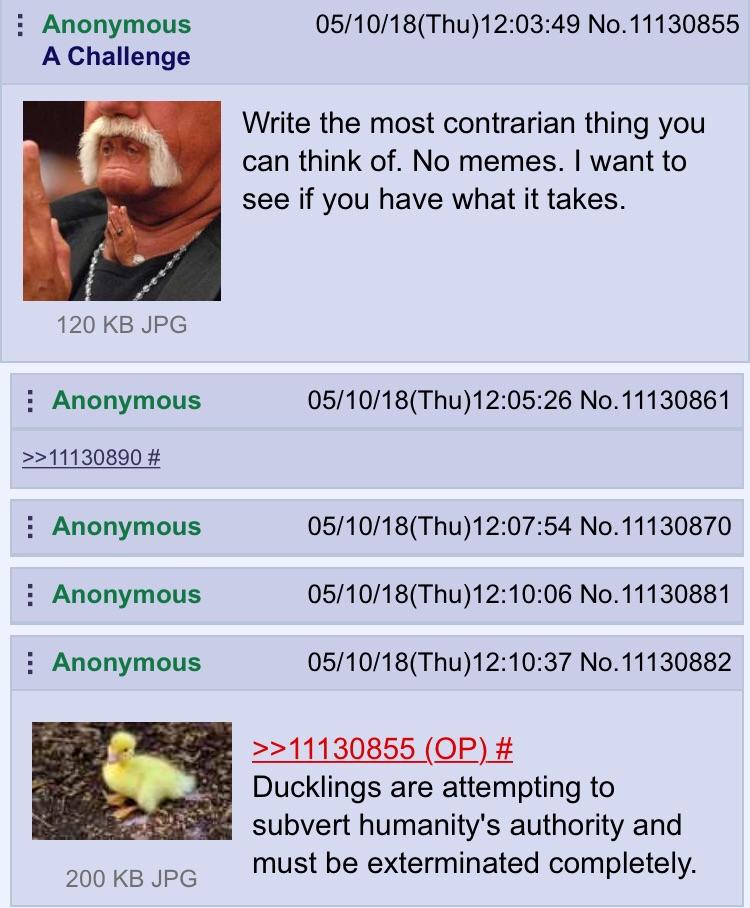 Anonymous 05/10/18(Thu)12:03:49 No.11130855
A Challenge
Write the most contrarian thing you
can think of. No memes. I want to
see if you have what it takes.
120 KB JPG
Anonymous 05/10/18(Thu)12:05:26 No.11130861
>>11130890 #
Anonymous 05/10/18(Thu)12:07:54 No.11130870
Anonymous 05/10/18(Thu)12:10:06 No.11130881
Anonymous 05/10/18(Thu)12:10:37 No.11130882
>>11130855 (OP) #
Ducklings are attempting to
subvert humanity's authority and
must be exterminated completely.
200 KB JPG